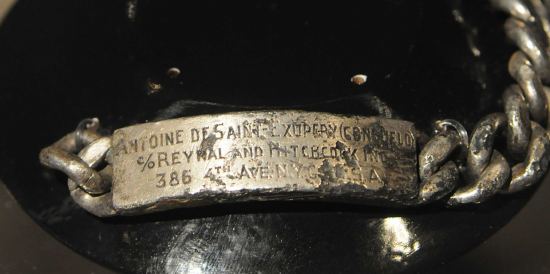 ANTOINE DE SAINT-EXUPERY (CONSUELO)
c/o REYNAL AND HITCHCOCK INC.
386 4TH AVE. N.Y.C. U.S.A.